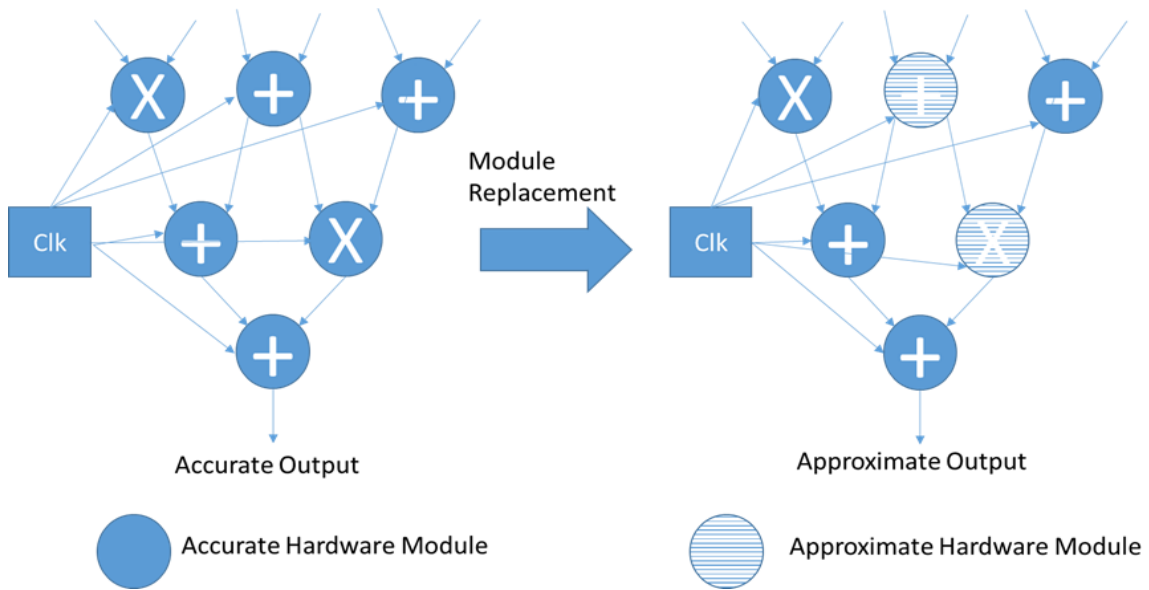 X + + X + +
Module
Replacement
Clk + X Clk + X
+ +
Accurate Output Approximate Output
Accurate Hardware Module Approximate Hardware Module